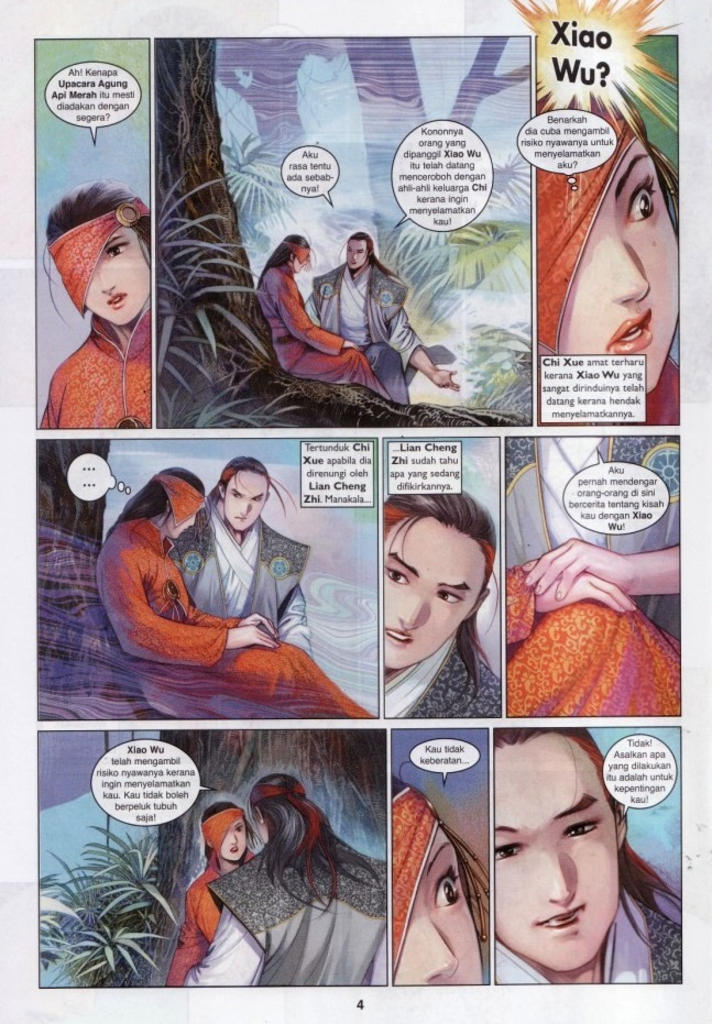 Ah! Kenapa
Upacara Agung
Api Merah itu mesti
diadakan dengan
segera?
Aku
rasa tentu
ada sebab-
nya!
Kononnya
orang yang
dipanggil Xiao Wu
itu telah datang
menceroboh dengan
ahli-ahli keluarga Chi
kerana ingin
menyelamatkan
kau!
Xiao
Wu?
Benarkah
dia cuba mengambil
risiko nyawanya untuk
menyelamatkan
aku?
Chi Xue amat terharu
kerana Xiao Wu yang
sangat dirinduinya telah
datang kerana hendak
menyelamatkannya.
...
...
Tertunduk Chi
Xue apabila dia
direnungi oleh
Lian Cheng
Zhi. Manakala...
...Lian Cheng
Zhi sudah tahu
apa yang sedang
difikirkannya.
Aku
pernah mendengar
orang-orang di sini
bercerita tentang kisah
kau dengan Xiao
Wu!
Xiao Wu
telah mengambil
risiko nyawanya kerana
ingin menyelamatkan
kau. Kau tidak boleh
berpeluk tubuh
saja!
Kau tidak
keberatan...
Tidak!
Asalkan apa
yang dilakukan
itu adalah untuk
kepentingan
kau!
4